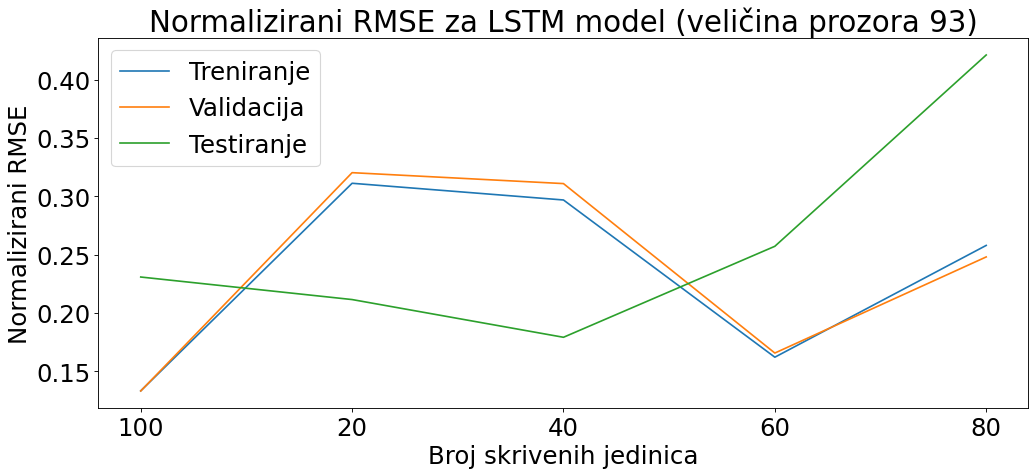 Normalizirani RMSE za LSTM model (veličina prozora 93)
Treniranje
Validacija
Testiranje
Normalizirani RMSE
0.40
0.35
0.30
0.25
0.20
0.15
100 20 40 60 80
Broj skrivenih jedinica